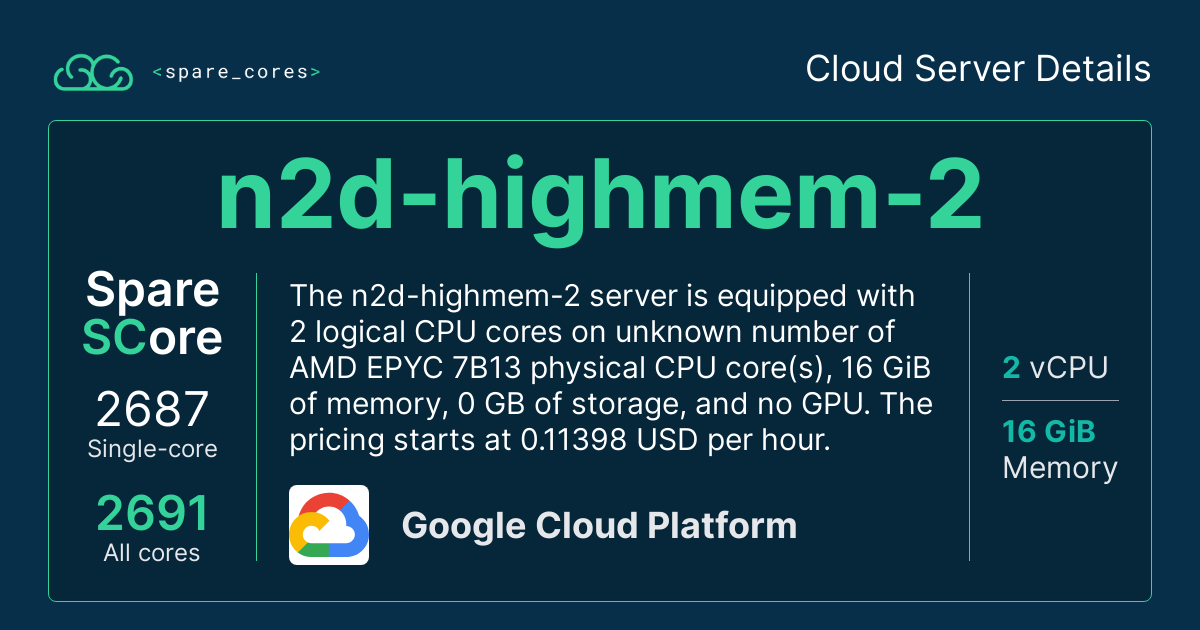 <spare_cores>
Cloud Server Details
n2d-highmem-2
Spare
SCore
2687
Single-core
2691
All cores
The n2d-highmem-2 server is equipped with
2 logical CPU cores on unknown number of
AMD EPYC 7B13 physical CPU core(s), 16 GiB
of memory, 0 GB of storage, and no GPU. The
pricing starts at 0.11398 USD per hour.
Google Cloud Platform
2 vCPU
16 GiB
Memory